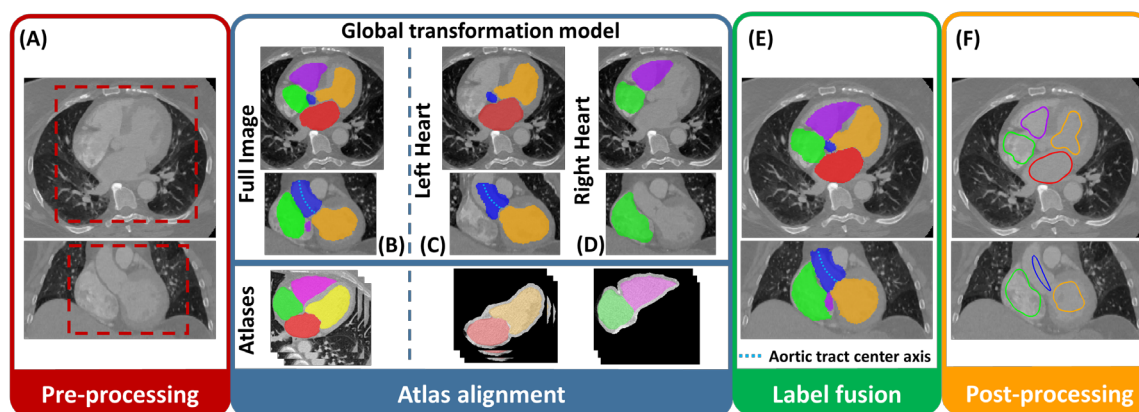 (A)
Pre-processing
Global transformation model
Full Image
(B)
Left Heart
(C)
Right Heart
(D)
Atlases
Atlas alignment
(E)
Aortic tract center axis
Label fusion
(F)
Post-processing